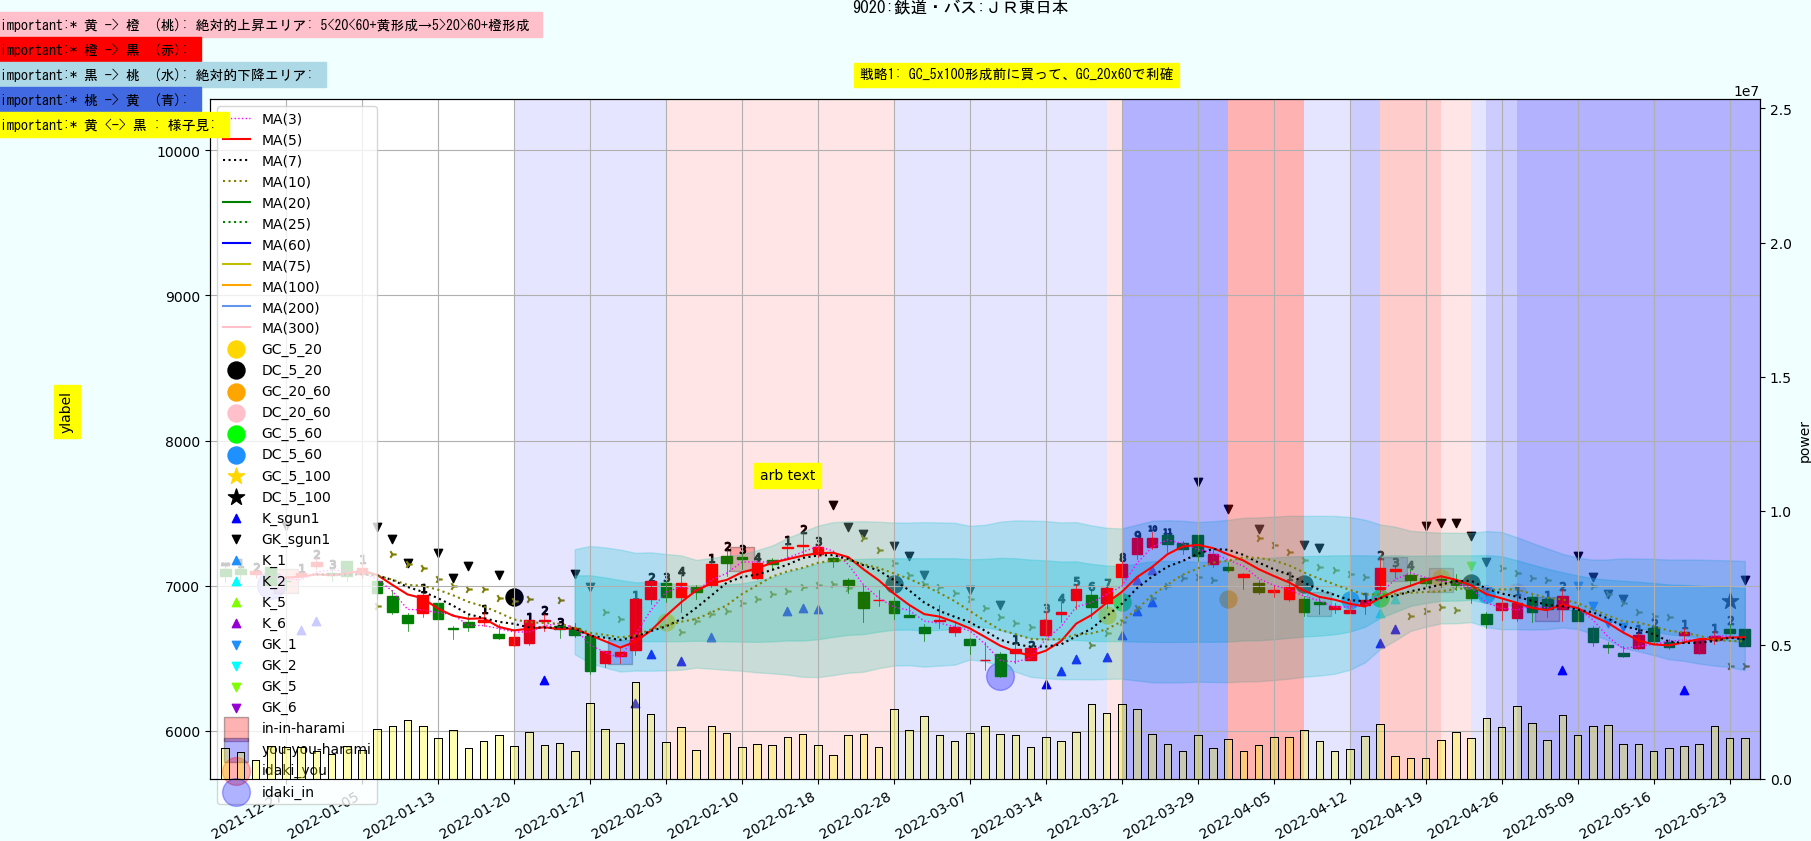 9020:鉄道・バス:ＪＲ東日本
important:* 黄 -> 橙 （桃）: 絶対的上昇エリア: 5<20<60+黄形成→5>20>60+橙形成
important:* 橙 -> 黒 （赤）:
important:* 黒 -> 桃 （水）: 絶対的下降エリア:
important:* 桃 -> 黄 （青）:
important:* 黄 <-> 黒 : 様子見:
戦略1: GC_5x100形成前に買って、GC_20x60で利確
1e7
MA(3)
MA(5)
MA(7)
MA(10)
MA(20)
MA(25)
MA(60)
MA(75)
MA(100)
MA(200)
MA(300)
GC_5_20
DC_5_20
GC_20_60
DC_20_60
GC_5_60
DC_5_60
GC_5_100
DC_5_100
K_sgun1
GK_sgun1
K_1
K_2
K_5
K_6
GK_1
GK_2
GK_5
GK_6
in-in-harami
you-you-harami
idaki_you
idaki_in
arb text
ylabel
power
10000
9000
8000
7000
6000
2.5
2.0
1.5
1.0
0.5
0.0
2021-12-27
2022-01-05
2022-01-13
2022-01-20
2022-01-27
2022-02-03
2022-02-10
2022-02-18
2022-02-28
2022-03-07
2022-03-14
2022-03-22
2022-03-29
2022-04-05
2022-04-12
2022-04-19
2022-04-26
2022-05-09
2022-05-16
2022-05-23